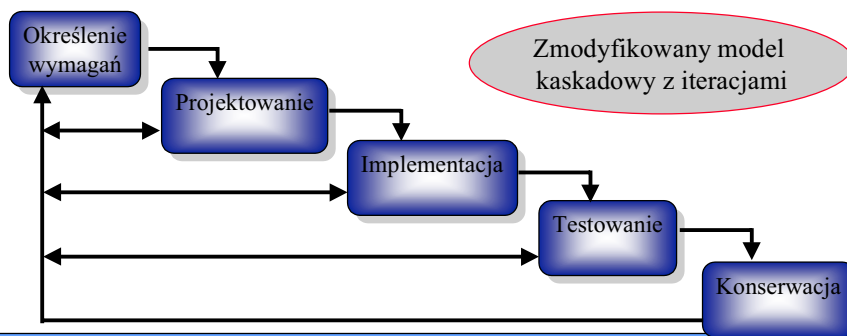 Określenie
wymagań
Zmodyfikowany model
kaskadowy z iteracjami
Projektowanie
Implementacja
Testowanie
Konserwacja